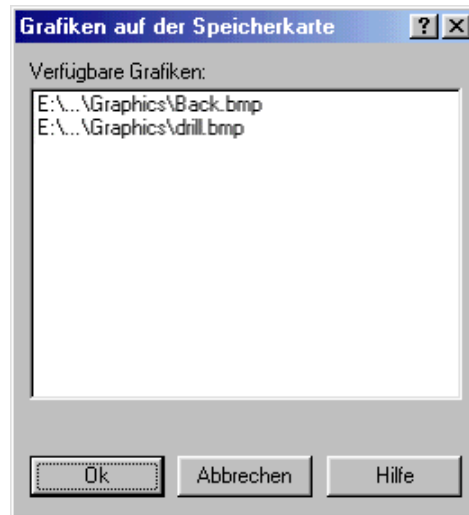 Grafiken auf der Speicherkarte
Verfügbare Grafiken:
E:\...\Graphics\Back.bmp
E:\...\Graphics\drill.bmp
Ok Abbrechen Hilfe